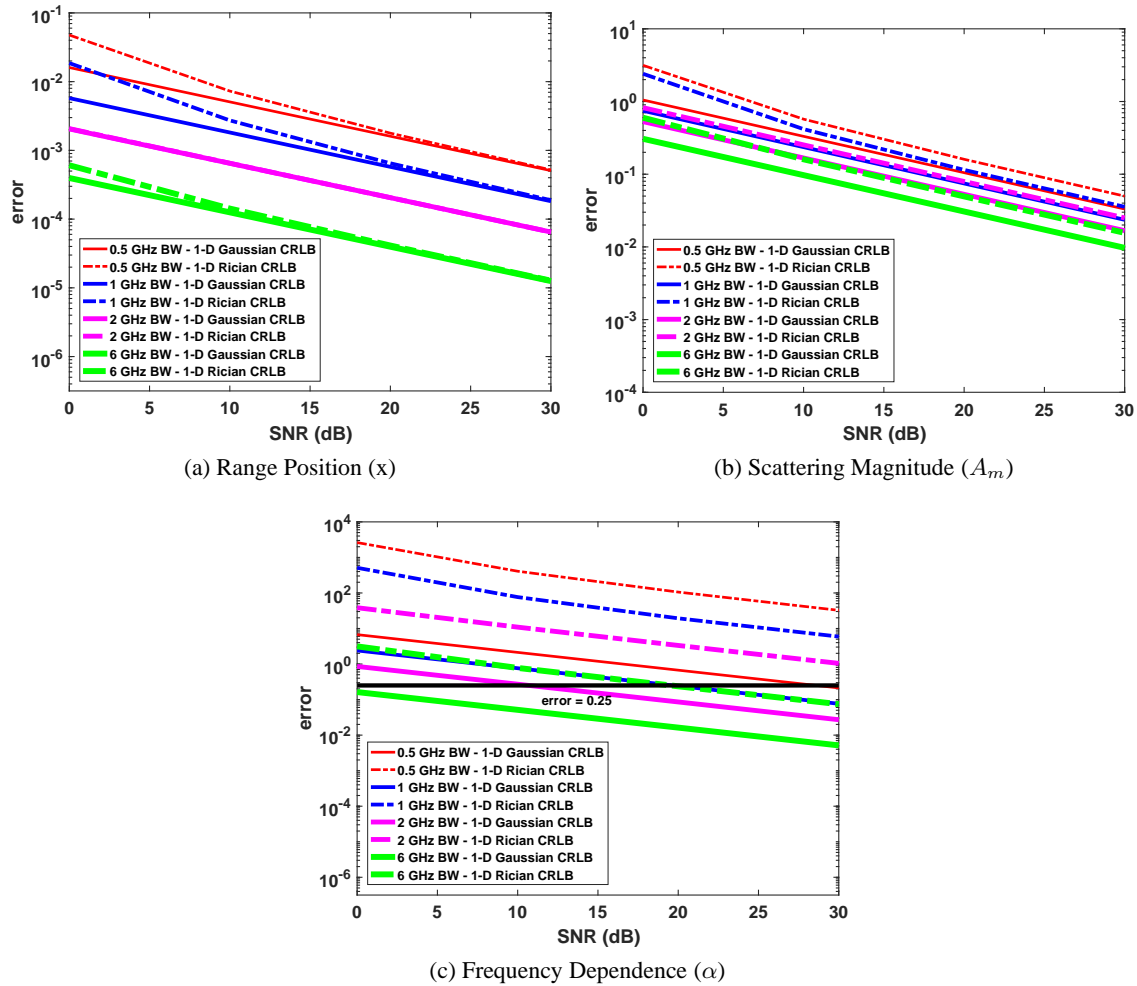 10^-1
10^-2
10^-3
10^-4
10^-5
10^-6
error
0.5 GHz BW - 1-D Gaussian CRLB
0.5 GHz BW - 1-D Rician CRLB
1 GHz BW - 1-D Gaussian CRLB
1 GHz BW - 1-D Rician CRLB
2 GHz BW - 1-D Gaussian CRLB
2 GHz BW - 1-D Rician CRLB
6 GHz BW - 1-D Gaussian CRLB
6 GHz BW - 1-D Rician CRLB
0 5 10 15 20 25 30
SNR (dB)
(a) Range Position (x)
10^1
10^0
10^-1
10^-2
10^-3
10^-4
error
0.5 GHz BW - 1-D Gaussian CRLB
0.5 GHz BW - 1-D Rician CRLB
1 GHz BW - 1-D Gaussian CRLB
1 GHz BW - 1-D Rician CRLB
2 GHz BW - 1-D Gaussian CRLB
2 GHz BW - 1-D Rician CRLB
6 GHz BW - 1-D Gaussian CRLB
6 GHz BW - 1-D Rician CRLB
0 5 10 15 20 25 30
SNR (dB)
(b) Scattering Magnitude (A_m)
10^4
10^2
10^0
10^-2
10^-4
10^-6
error
error = 0.25
0.5 GHz BW - 1-D Gaussian CRLB
0.5 GHz BW - 1-D Rician CRLB
1 GHz BW - 1-D Gaussian CRLB
1 GHz BW - 1-D Rician CRLB
2 GHz BW - 1-D Gaussian CRLB
2 GHz BW - 1-D Rician CRLB
6 GHz BW - 1-D Gaussian CRLB
6 GHz BW - 1-D Rician CRLB
0 5 10 15 20 25 30
SNR (dB)
(c) Frequency Dependence (α)